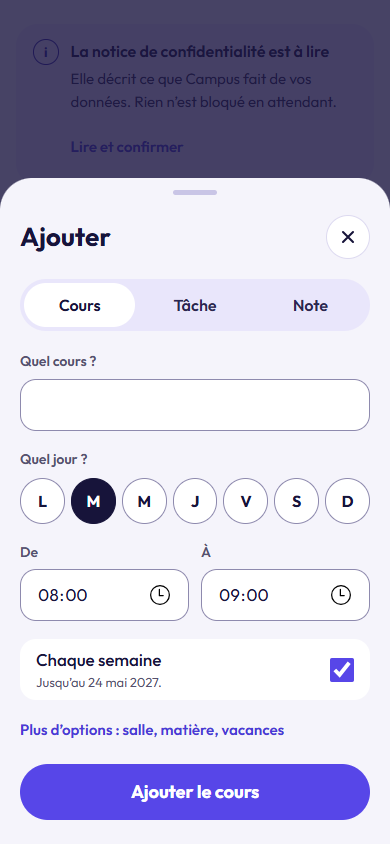 i
La notice de confidentialité est à lire
Elle décrit ce que Campus fait de vos
données. Rien n'est bloqué en attendant.
Lire et confirmer
Ajouter
Cours Tâche Note
Quel cours ?
Quel jour ?
L M M J V S D
De À
08:00 09:00
Chaque semaine
Jusqu'au 24 mai 2027.
Plus d'options : salle, matière, vacances
Ajouter le cours